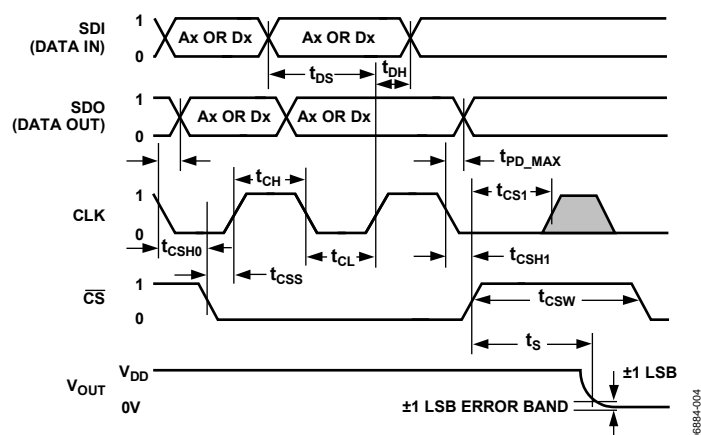 SDI
(DATA IN)
1
0
Ax OR Dx
Ax OR Dx
tDS
tDH
SDO
(DATA OUT)
1
0
Ax OR Dx
Ax OR Dx
tPD_MAX
tCH
tCS1
CLK
1
0
tCSH0
tCSS
tCL
tCSH1
CS
1
0
tCSW
tS
VOUT
VDD
0V
±1 LSB
±1 LSB ERROR BAND